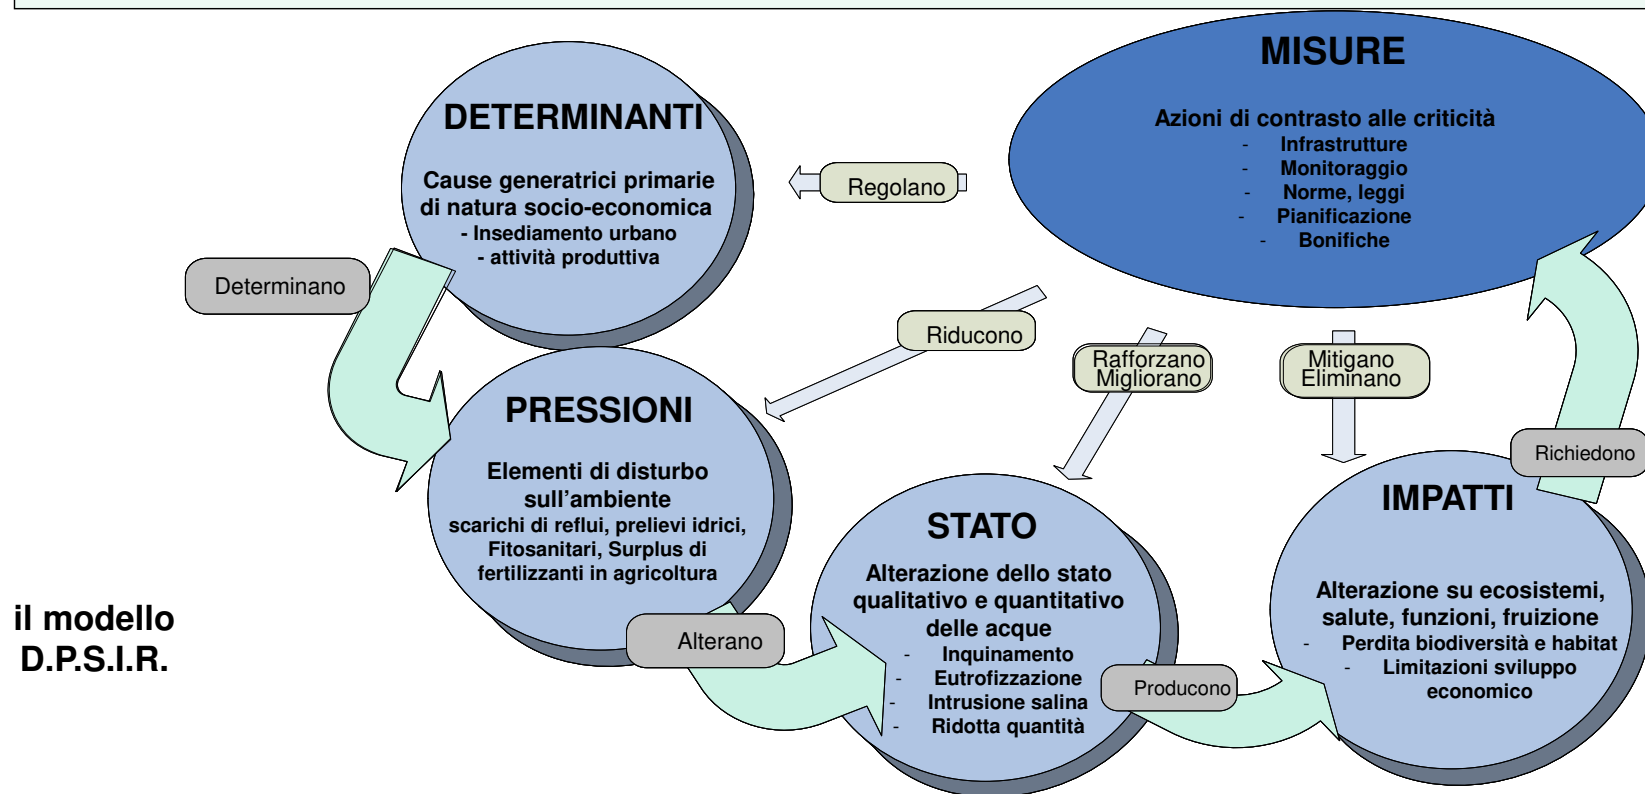 MISURE
Azioni di contrasto alle criticità
- Infrastrutture
- Monitoraggio
- Norme, leggi
- Pianificazione
- Bonifiche
DETERMINANTI
Cause generatrici primarie
di natura socio-economica
- Insediamento urbano
- attività produttiva
Regolano
Determinano
Riducono
Rafforzano
Migliorano
Mitigano
Eliminano
Richiedono
PRESSIONI
Elementi di disturbo
sull’ambiente
scarichi di reflui, prelievi idrici,
Fitosanitari, Surplus di
fertilizzanti in agricoltura
Alterano
STATO
Alterazione dello stato
qualitativo e quantitativo
delle acque
- Inquinamento
- Eutrofizzazione
- Intrusione salina
- Ridotta quantità
Producono
IMPATTI
Alterazione su ecosistemi,
salute, funzioni, fruizione
- Perdita biodiversità e habitat
- Limitazioni sviluppo
economico
il modello
D.P.S.I.R.